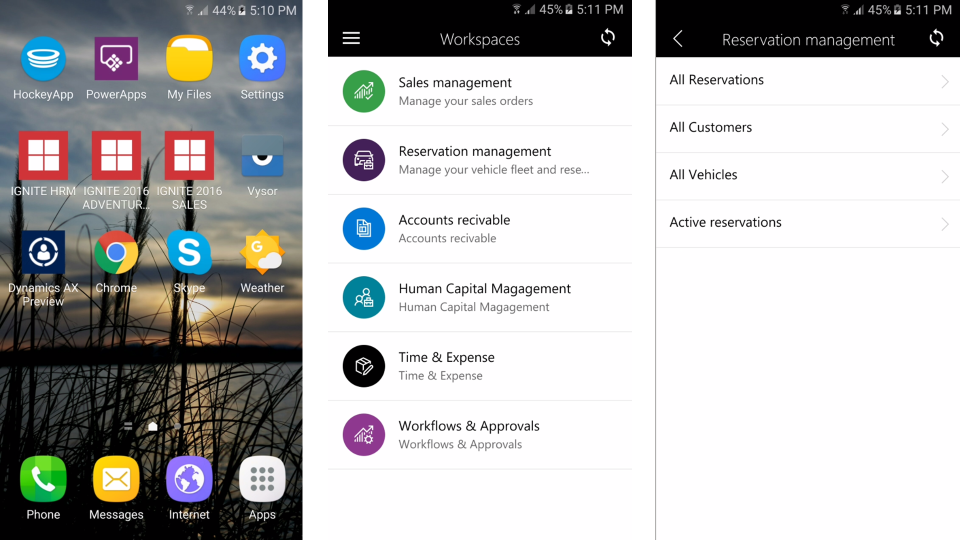 44% 5:10 PM
HockeyApp PowerApps My Files Settings
IGNITE HRM IGNITE 2016 ADVENTUR... IGNITE 2016 SALES Vysor
Dynamics AX Preview Chrome Skype Weather
Phone Messages Internet Apps
45% 5:11 PM
Workspaces
Sales management
Manage your sales orders
Reservation management
Manage your vehicle fleet and rese...
Accounts recivable
Accounts recivable
Human Capital Magagement
Human Capital Magagement
Time & Expense
Time & Expense
Workflows & Approvals
Workflows & Approvals
45% 5:11 PM
Reservation management
All Reservations
All Customers
All Vehicles
Active reservations